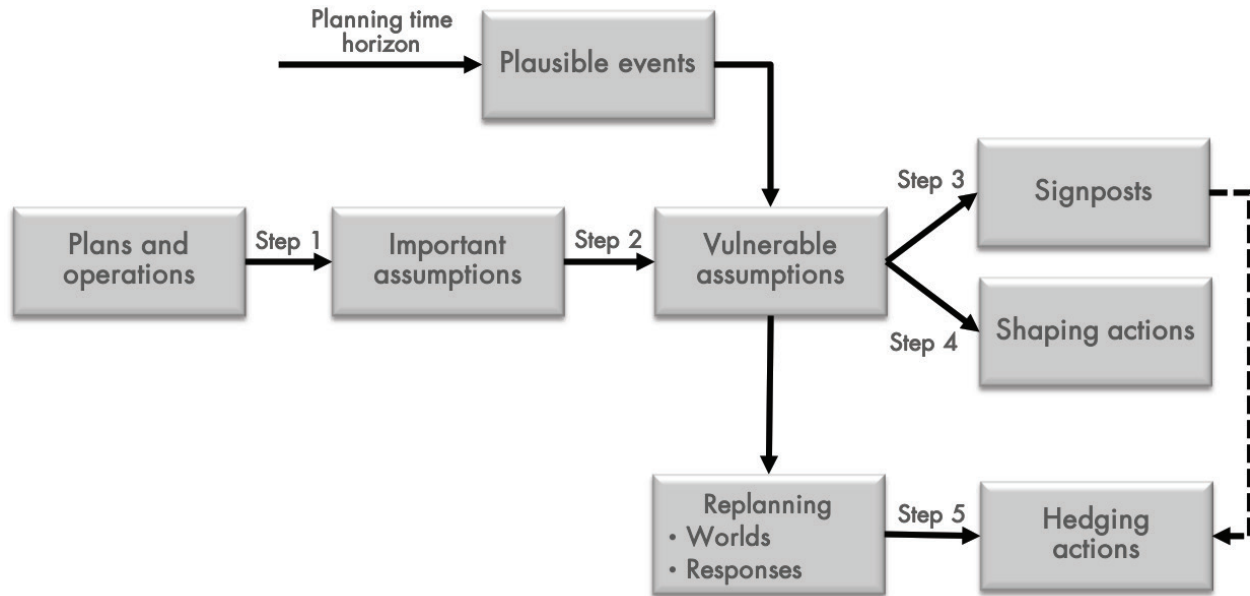 Planning time
horizon
Plausible events
Step 3
Signposts
Plans and
operations
Step 1
Important
assumptions
Step 2
Vulnerable
assumptions
Step 4
Shaping actions
Replanning
• Worlds
• Responses
Step 5
Hedging
actions